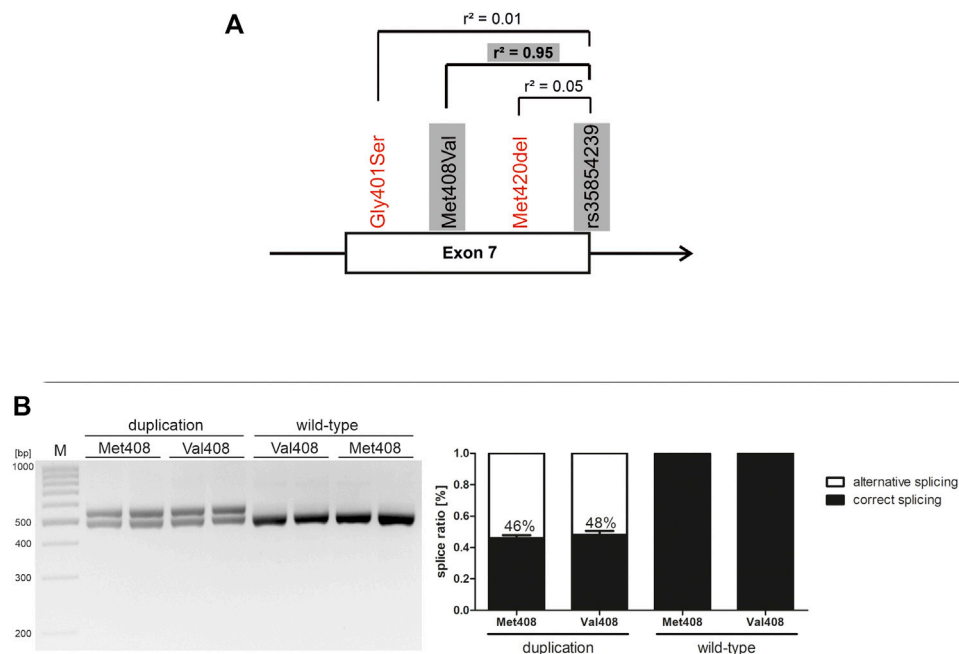 A
r² = 0.01
r² = 0.95
r² = 0.05
Gly401Ser
Met408Val
Met420del
rs35854239
Exon 7
B
duplication wild-type
[bp] M Met408 Val408 Val408 Met408
1000
500
400
300
200
splice ratio [%]
1.0
0.8
0.6
0.4
0.2
0.0
46% 48%
Met408 Val408 Met408 Val408
duplication wild-type
alternative splicing
correct splicing